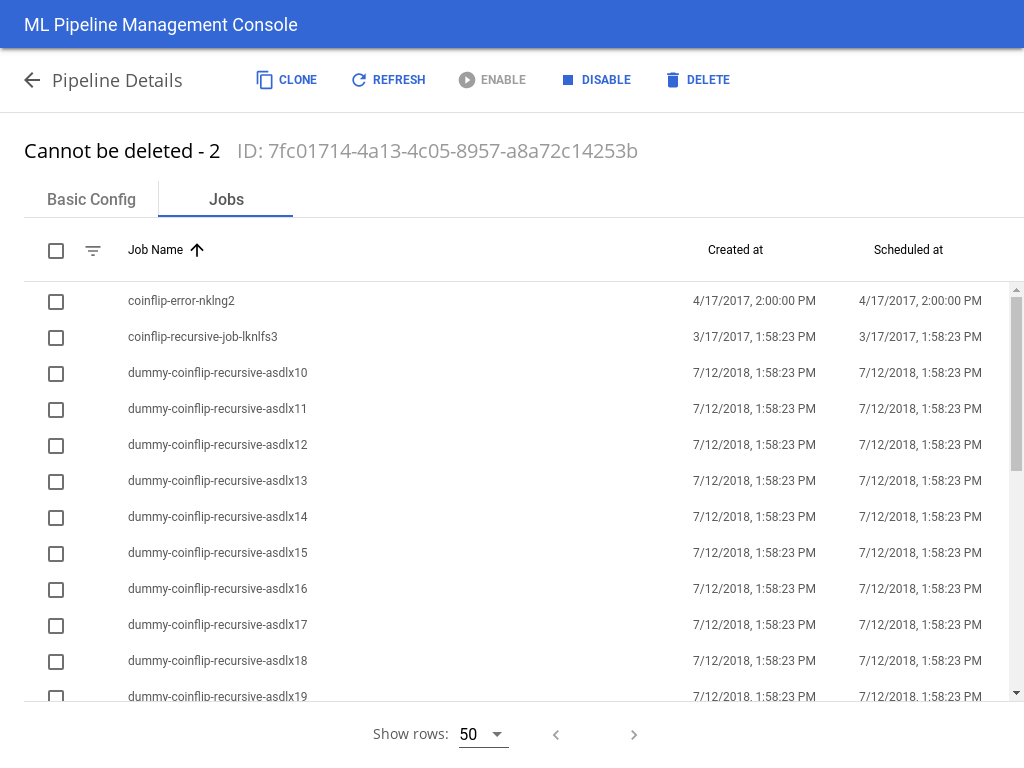 ML Pipeline Management Console
Pipeline Details CLONE REFRESH ENABLE DISABLE DELETE
Cannot be deleted - 2 ID: 7fc01714-4a13-4c05-8957-a8a72c14253b
Basic Config Jobs
Job Name Created at Scheduled at
coinflip-error-nklng2 4/17/2017, 2:00:00 PM 4/17/2017, 2:00:00 PM
coinflip-recursive-job-lknlfs3 3/17/2017, 1:58:23 PM 3/17/2017, 1:58:23 PM
dummy-coinflip-recursive-asdlx10 7/12/2018, 1:58:23 PM 7/12/2018, 1:58:23 PM
dummy-coinflip-recursive-asdlx11 7/12/2018, 1:58:23 PM 7/12/2018, 1:58:23 PM
dummy-coinflip-recursive-asdlx12 7/12/2018, 1:58:23 PM 7/12/2018, 1:58:23 PM
dummy-coinflip-recursive-asdlx13 7/12/2018, 1:58:23 PM 7/12/2018, 1:58:23 PM
dummy-coinflip-recursive-asdlx14 7/12/2018, 1:58:23 PM 7/12/2018, 1:58:23 PM
dummy-coinflip-recursive-asdlx15 7/12/2018, 1:58:23 PM 7/12/2018, 1:58:23 PM
dummy-coinflip-recursive-asdlx16 7/12/2018, 1:58:23 PM 7/12/2018, 1:58:23 PM
dummy-coinflip-recursive-asdlx17 7/12/2018, 1:58:23 PM 7/12/2018, 1:58:23 PM
dummy-coinflip-recursive-asdlx18 7/12/2018, 1:58:23 PM 7/12/2018, 1:58:23 PM
dummy-coinflip-recursive-asdlx19 7/12/2018, 1:58:23 PM 7/12/2018, 1:58:23 PM
Show rows: 50